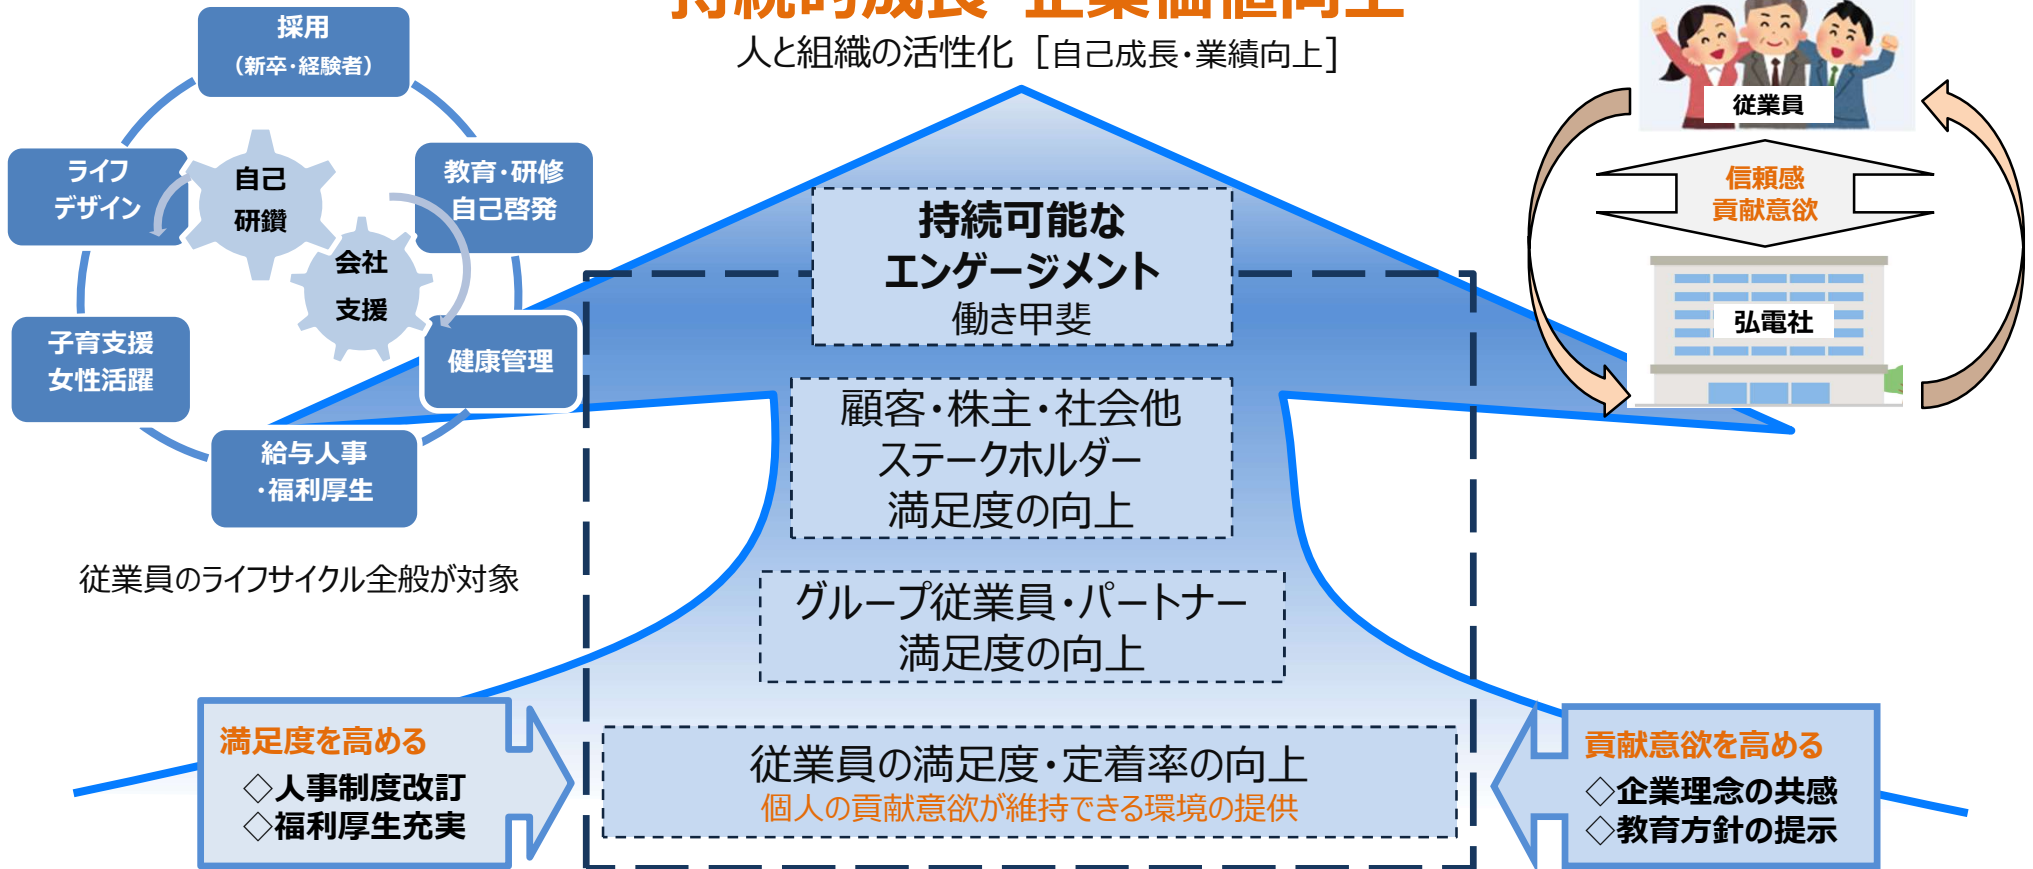 持続的成長・企業価値向上
人と組織の活性化［自己成長・業績向上］
採用
（新卒・経験者）
教育・研修
自己啓発
健康管理
給与人事
・福利厚生
子育支援
女性活躍
ライフ
デザイン
自己
研鑽
会社
支援
従業員のライフサイクル全般が対象
持続可能な
エンゲージメント
働き甲斐
顧客・株主・社会他
ステークホルダー
満足度の向上
グループ従業員・パートナー
満足度の向上
従業員の満足度・定着率の向上
個人の貢献意欲が維持できる環境の提供
満足度を高める
◇人事制度改訂
◇福利厚生充実
貢献意欲を高める
◇企業理念の共感
◇教育方針の提示
従業員
信頼感
貢献意欲
弘電社